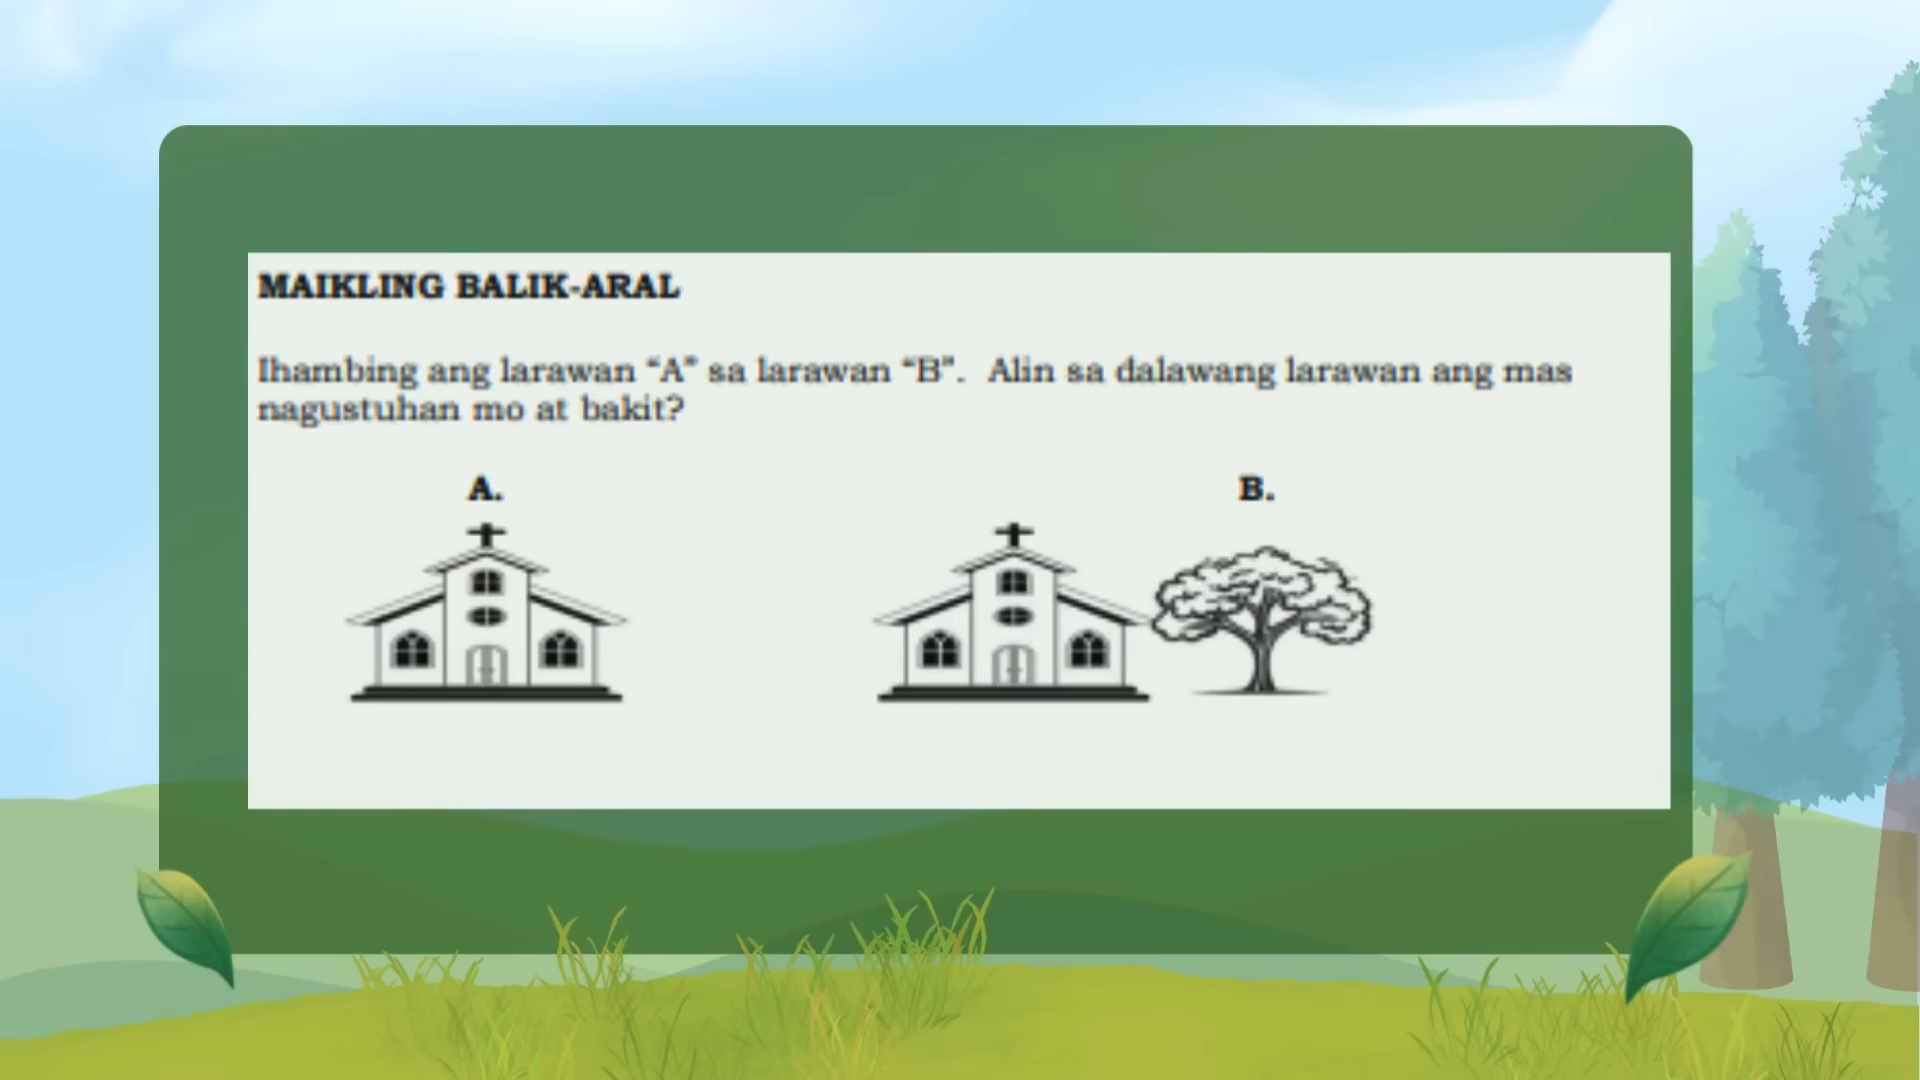 MAIKLING BALIK-ARAL
Ihambing ang larawan “A” sa larawan “B”. Alin sa dalawang larawan ang mas
nagustuhan mo at bakit?
A. B.